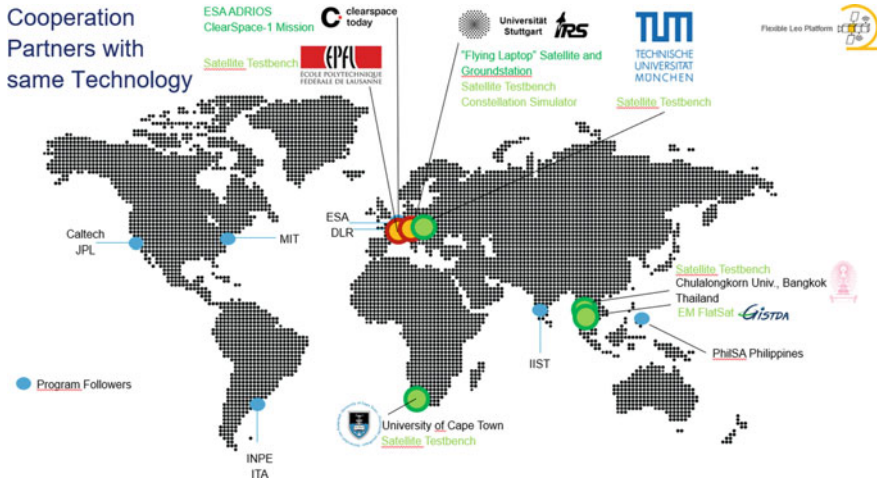 Cooperation
Partners with
same Technology
ESA ADRIOS
ClearSpace-1 Mission
clearspace
today
Satellite Testbench
EPFL
ÉCOLE POLYTECHNIQUE
FÉDÉRALE DE LAUSANNE
Universität
Stuttgart
IRS
"Flying Laptop" Satellite and
Groundstation
Satellite Testbench
Constellation Simulator
TUM
TECHNISCHE
UNIVERSITÄT
MÜNCHEN
Satellite Testbench
Flexible Leo Platform
Caltech
JPL
MIT
ESA
DLR
Satellite Testbench
Chulalongkorn Univ., Bangkok
Thailand
EM FlatSat
GISTDA
IIST
PhilSA Philippines
Program Followers
University of Cape Town
Satellite Testbench
INPE
ITA